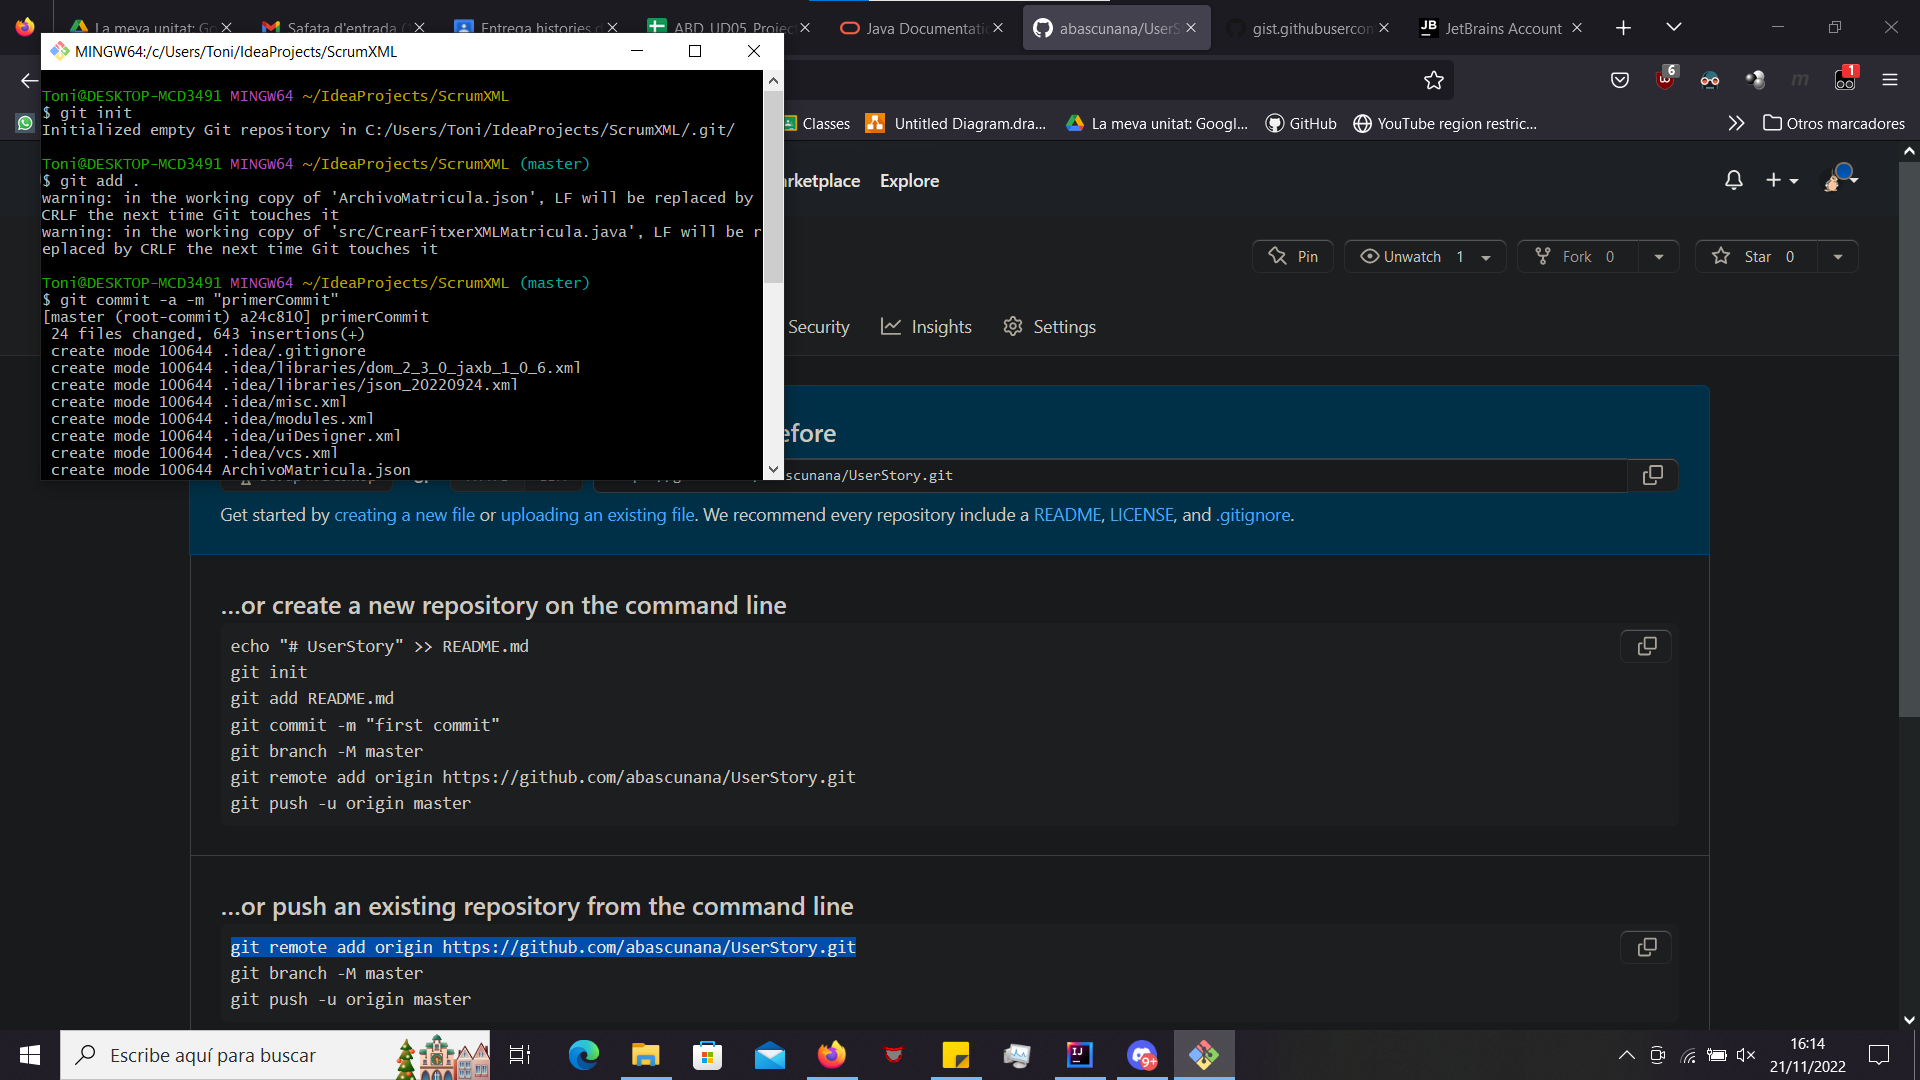 La meva unitat: Go
Safata d'entrada (1
Entrega histories d
ABD_UD05_Project
Java Documentatio
abascunana/UserS
gist.githubusercon
JB JetBrains Account
MINGW64:/c/Users/Toni/IdeaProjects/ScrumXML
6
m
1
Classes
Untitled Diagram.dra...
La meva unitat: Googl...
GitHub
YouTube region restric...
Otros marcadores
Toni@DESKTOP-MCD3491 MINGW64 ~/IdeaProjects/ScrumXML
$ git init
Initialized empty Git repository in C:/Users/Toni/IdeaProjects/ScrumXML/.git/
Toni@DESKTOP-MCD3491 MINGW64 ~/IdeaProjects/ScrumXML (master)
$ git add .
warning: in the working copy of 'ArchivoMatricula.json', LF will be replaced by
CRLF the next time Git touches it
warning: in the working copy of 'src/CrearFitxerXMLMatricula.java', LF will be r
eplaced by CRLF the next time Git touches it
Toni@DESKTOP-MCD3491 MINGW64 ~/IdeaProjects/ScrumXML (master)
$ git commit -a -m "primerCommit"
[master (root-commit) a24c810] primerCommit
24 files changed, 643 insertions(+)
create mode 100644 .idea/.gitignore
create mode 100644 .idea/libraries/dom_2_3_0_jaxb_1_0_6.xml
create mode 100644 .idea/libraries/json_20220924.xml
create mode 100644 .idea/misc.xml
create mode 100644 .idea/modules.xml
create mode 100644 .idea/uiDesigner.xml
create mode 100644 .idea/vcs.xml
create mode 100644 ArchivoMatricula.json
rketplace
Explore
Pin
Unwatch 1
Fork 0
Star 0
Security
Insights
Settings
efore
scunana/UserStory.git
Get started by creating a new file or uploading an existing file. We recommend every repository include a README, LICENSE, and .gitignore.
...or create a new repository on the command line
echo "# UserStory" >> README.md
git init
git add README.md
git commit -m "first commit"
git branch -M master
git remote add origin https://github.com/abascunana/UserStory.git
git push -u origin master
...or push an existing repository from the command line
git remote add origin https://github.com/abascunana/UserStory.git
git branch -M master
git push -u origin master
Escribe aquí para buscar
IJ
9+
16:14
21/11/2022